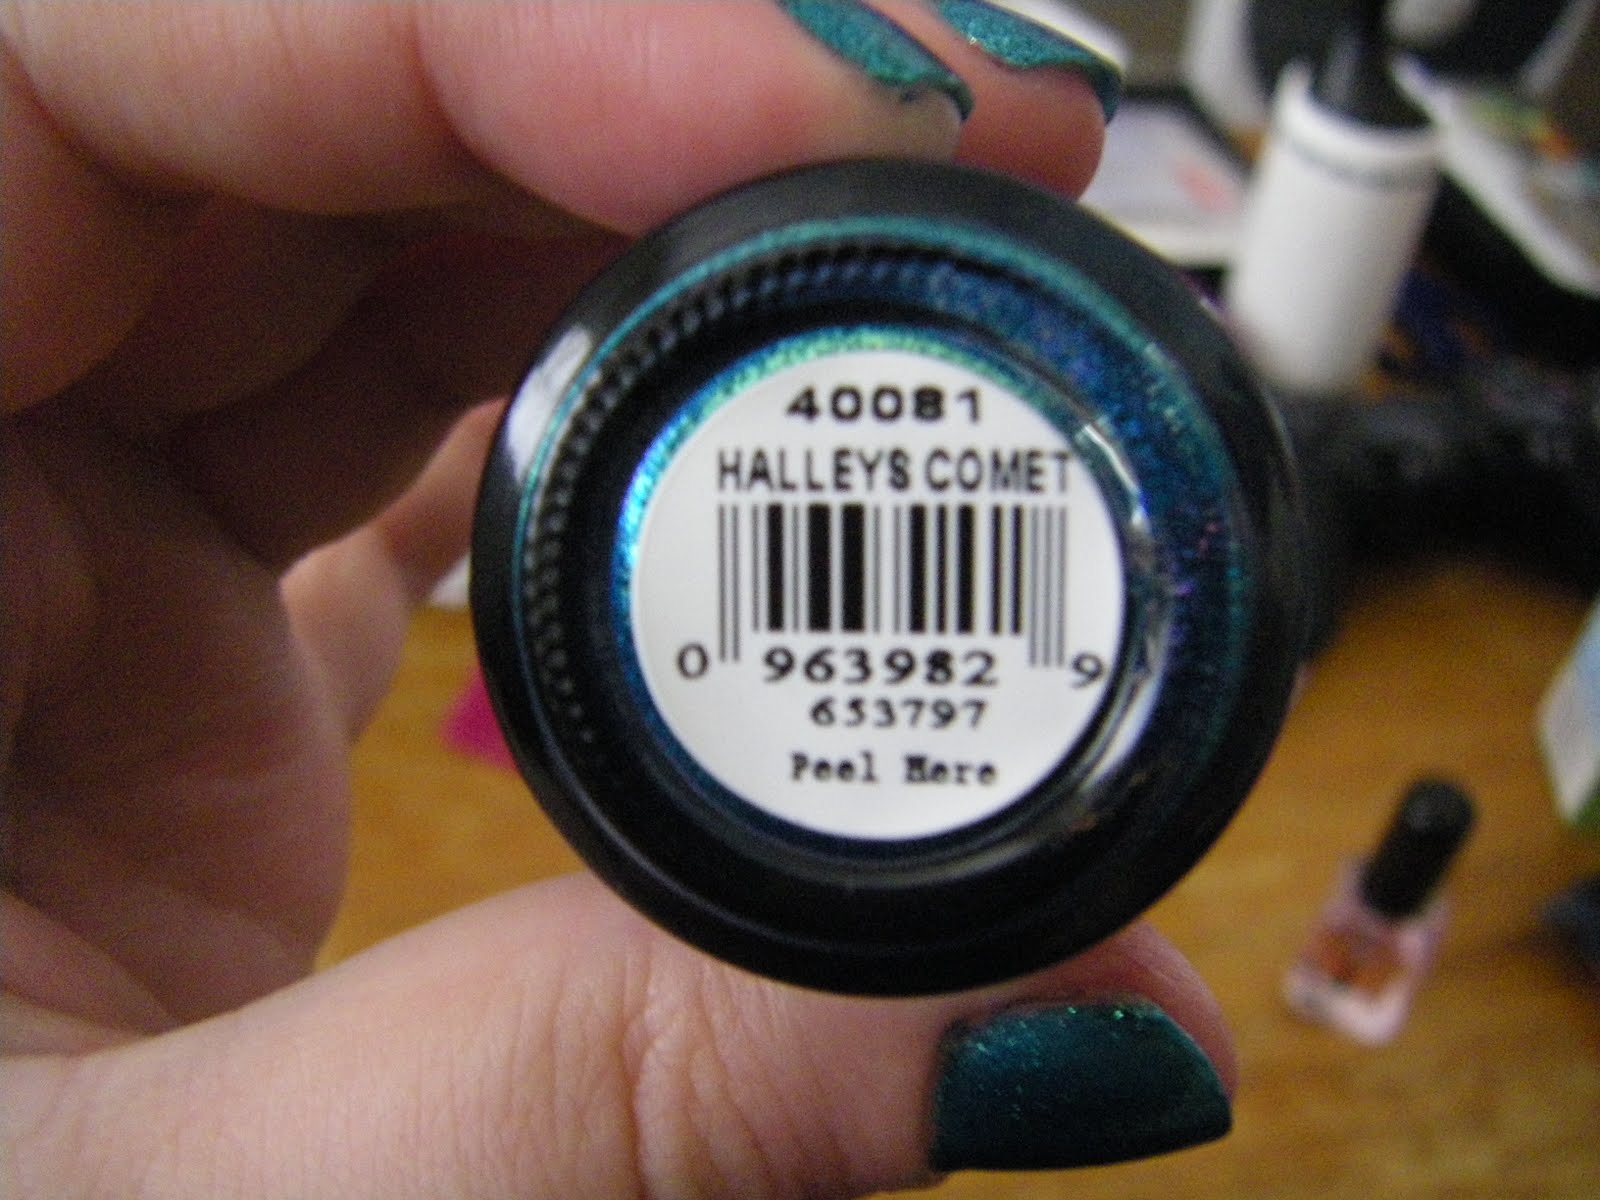 40081
HALLEYS COMET
0 963982 9
653797
Peel Here